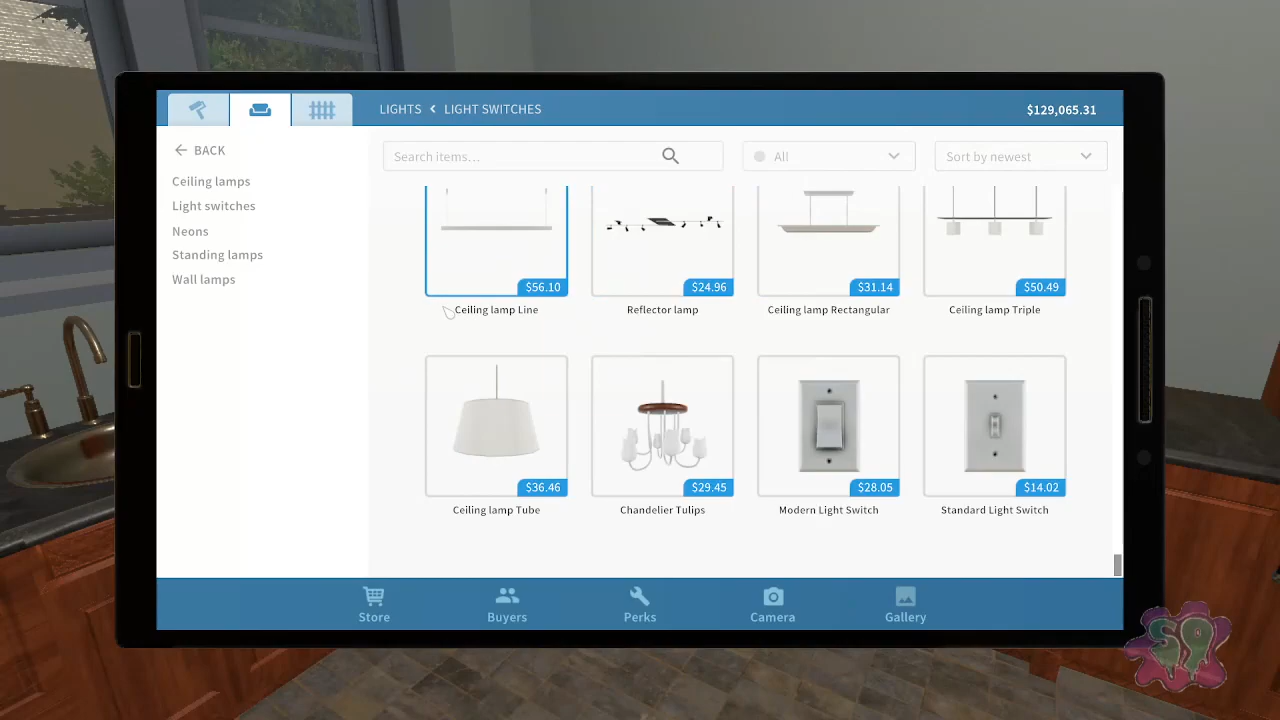 LIGHTS < LIGHT SWITCHES
$129,065.31
BACK
Search items...
All
Sort by newest
Ceiling lamps
Light switches
Neons
Standing lamps
Wall lamps
$56.10
$24.96
$31.14
$50.49
Ceiling lamp Line
Reflector lamp
Ceiling lamp Rectangular
Ceiling lamp Triple
$36.46
$29.45
$28.05
$14.02
Ceiling lamp Tube
Chandelier Tulips
Modern Light Switch
Standard Light Switch
Store
Buyers
Perks
Camera
Gallery
S9